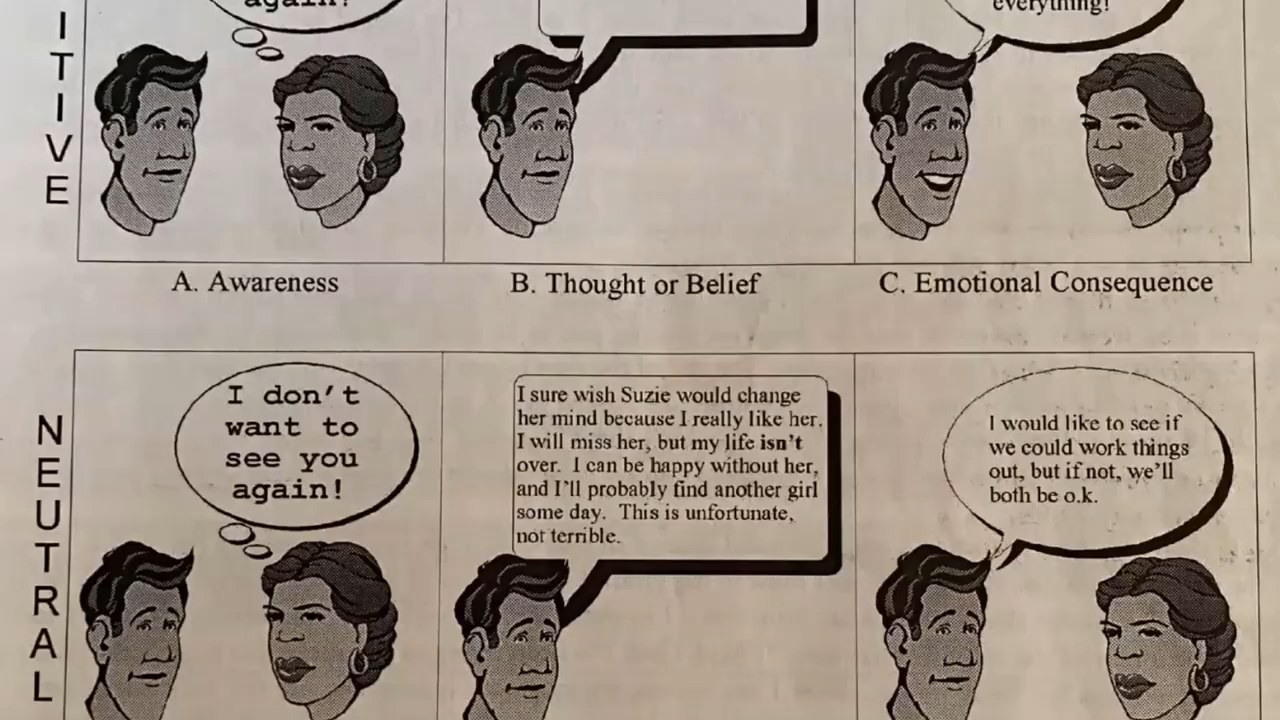 again!
everything!
I
T
I
V
E
A. Awareness
B. Thought or Belief
C. Emotional Consequence
N
E
U
T
R
A
L
I don't
want to
see you
again!
I sure wish Suzie would change
her mind because I really like her.
I will miss her, but my life isn't
over. I can be happy without her,
and I'll probably find another girl
some day. This is unfortunate,
not terrible.
I would like to see if
we could work things
out, but if not, we'll
both be o.k.